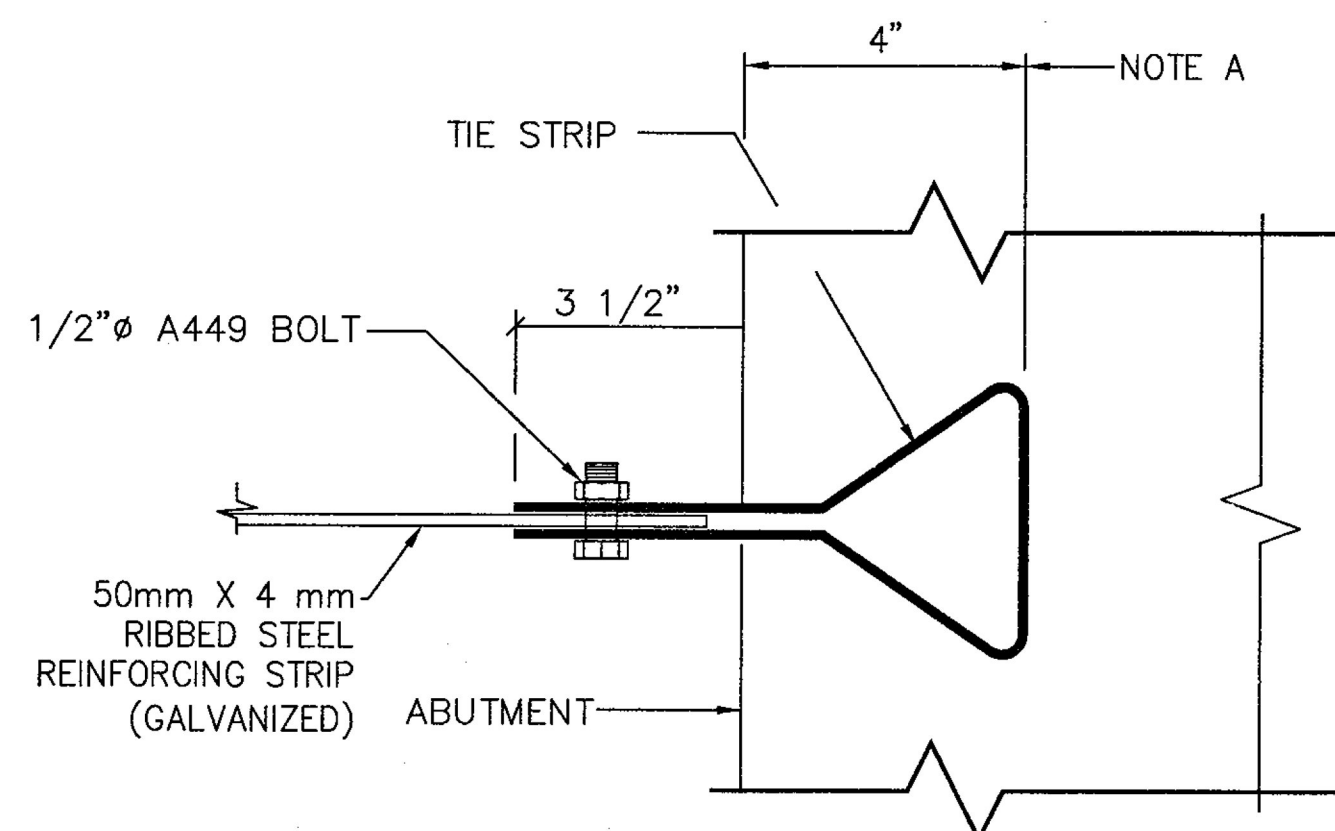 4"
NOTE A
TIE STRIP
3 1/2"
1/2"ø A449 BOLT
50mm X 4 mm
RIBBED STEEL
REINFORCING STRIP
(GALVANIZED)
ABUTMENT